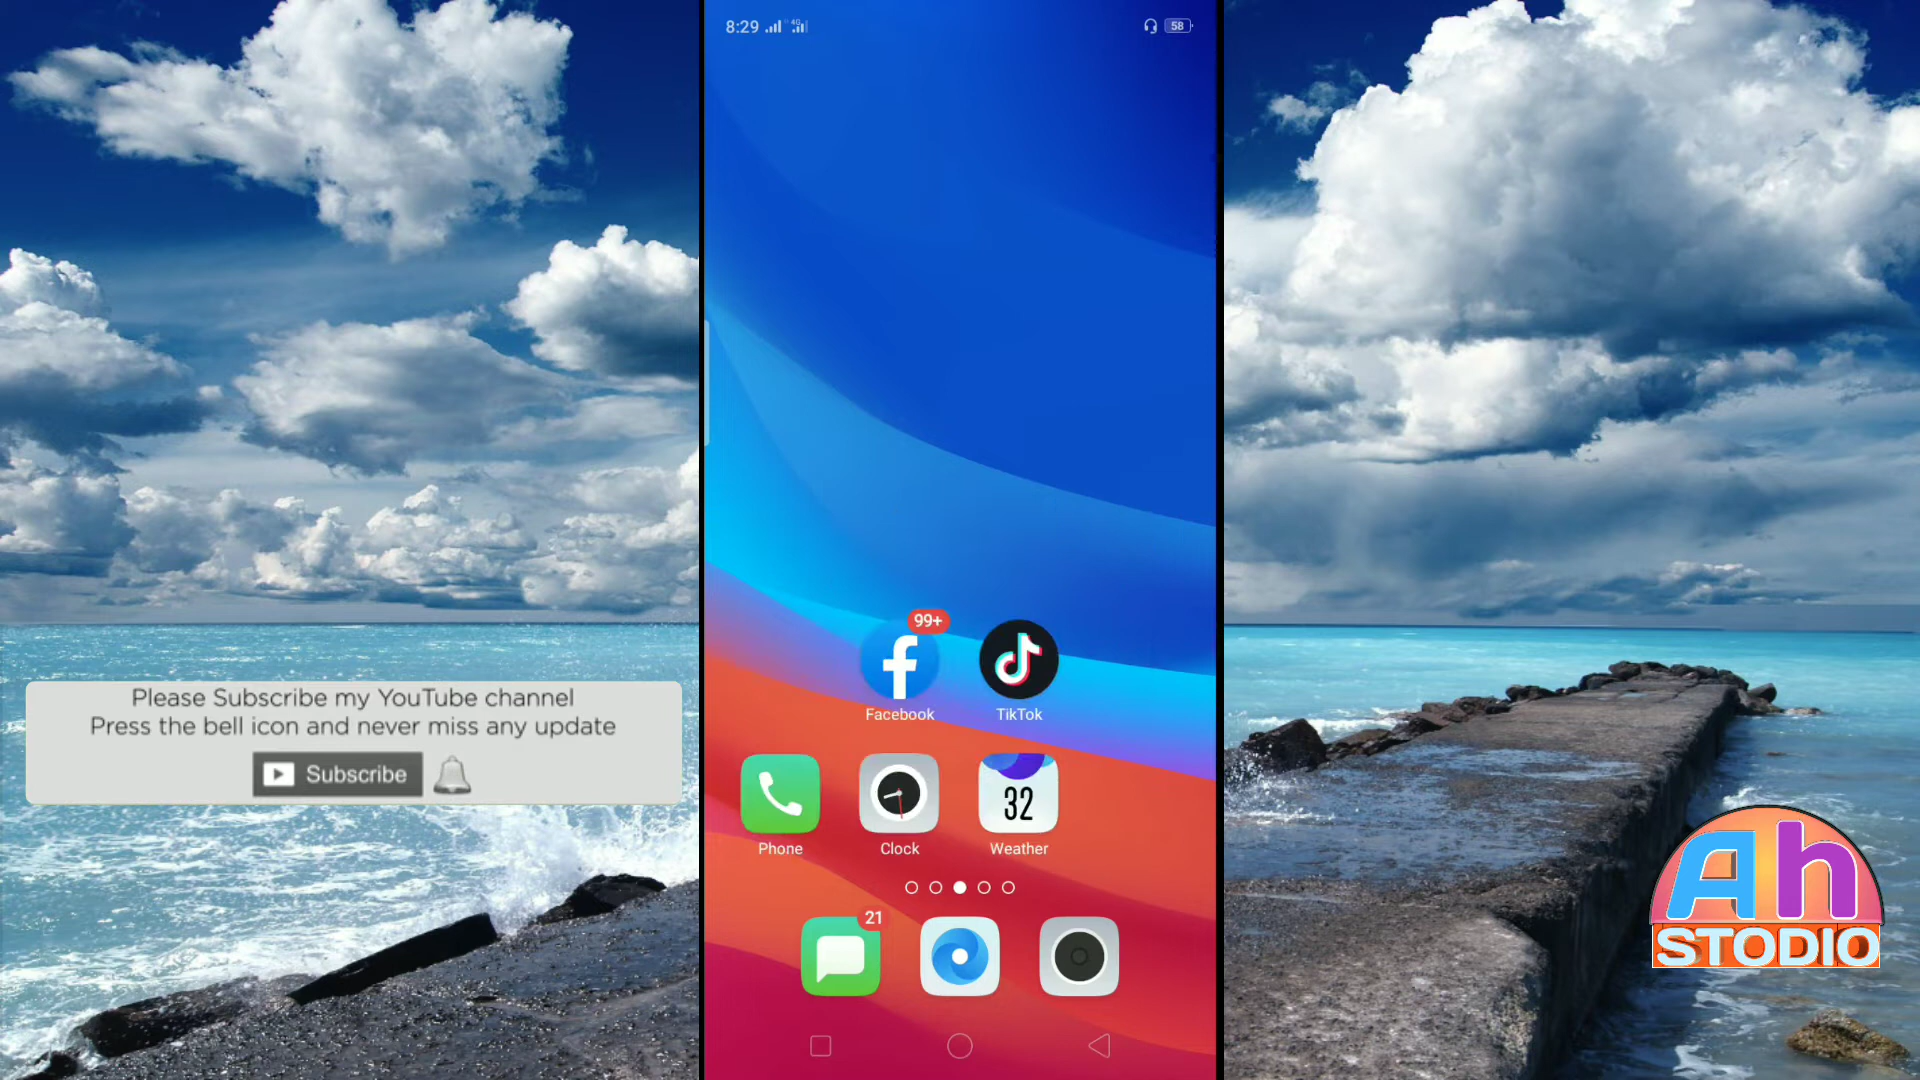 8:29
4G
58
Please Subscribe my YouTube channel
Press the bell icon and never miss any update
Subscribe
99+
Facebook
TikTok
32
Phone
Clock
Weather
21
Ah
STODIO